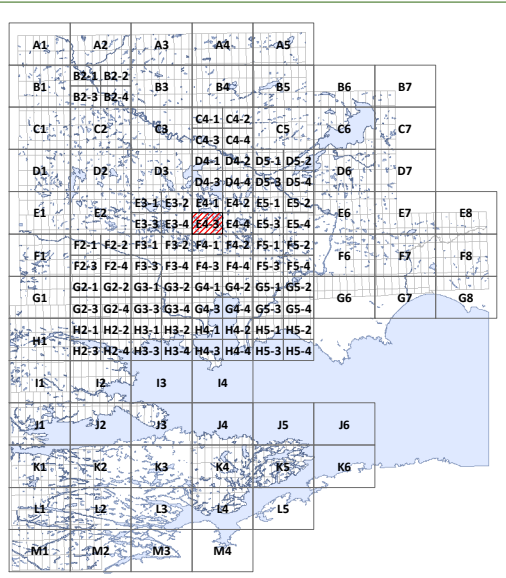 A1 A2 A3 A4 A5
B1 B2-1 B2-2 B3 B4 B5 B6 B7
B2-3 B2-4
C1 C2 C3 C4-1 C4-2 C5 C6 C7
C4-3 C4-4
D1 D2 D3 D4-1 D4-2 D5-1 D5-2 D6 D7
D4-3 D4-4 D5-3 D5-4
E1 E2 E3-1 E3-2 E4-1 E4-2 E5-1 E5-2 E6 E7 E8
E3-3 E3-4 E4-3 E4-4 E5-3 E5-4
F1 F2-1 F2-2 F3-1 F3-2 F4-1 F4-2 F5-1 F5-2 F6 F7 F8
F2-3 F2-4 F3-3 F3-4 F4-3 F4-4 F5-3 F5-4
G1 G2-1 G2-2 G3-1 G3-2 G4-1 G4-2 G5-1 G5-2 G6 G7 G8
G2-3 G2-4 G3-3 G3-4 G4-3 G4-4 G5-3 G5-4
H1 H2-1 H2-2 H3-1 H3-2 H4-1 H4-2 H5-1 H5-2
H2-3 H2-4 H3-3 H3-4 H4-3 H4-4 H5-3 H5-4
I1 I2 I3 I4
J1 J2 J3 J4 J5 J6
K1 K2 K3 K4 K5 K6
L1 L2 L3 L4 L5
M1 M2 M3 M4